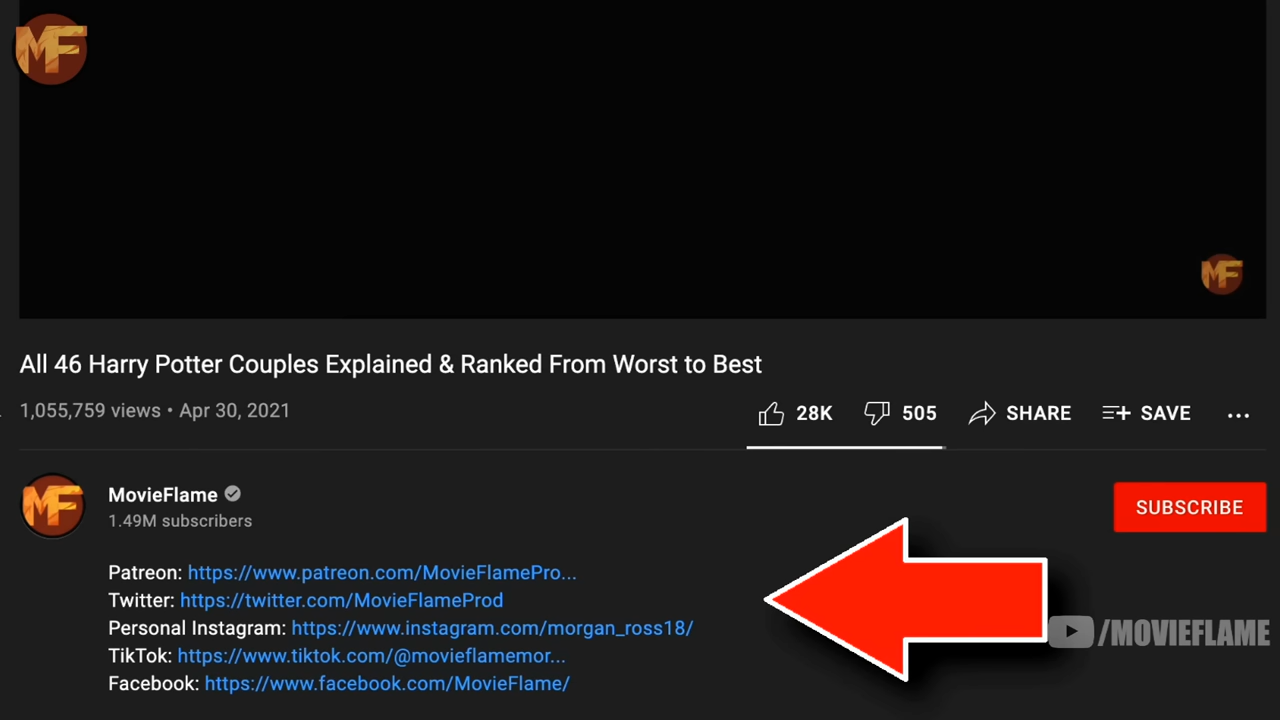 MF
MF
All 46 Harry Potter Couples Explained & Ranked From Worst to Best
1,055,759 views • Apr 30, 2021
28K 505 SHARE SAVE ...
MF
MovieFlame
1.49M subscribers
SUBSCRIBE
Patreon: https://www.patreon.com/MovieFlamePro...
Twitter: https://twitter.com/MovieFlameProd
Personal Instagram: https://www.instagram.com/morgan_ross18/
/MOVIEFLAME
TikTok: https://www.tiktok.com/@movieflamemor...
Facebook: https://www.facebook.com/MovieFlame/